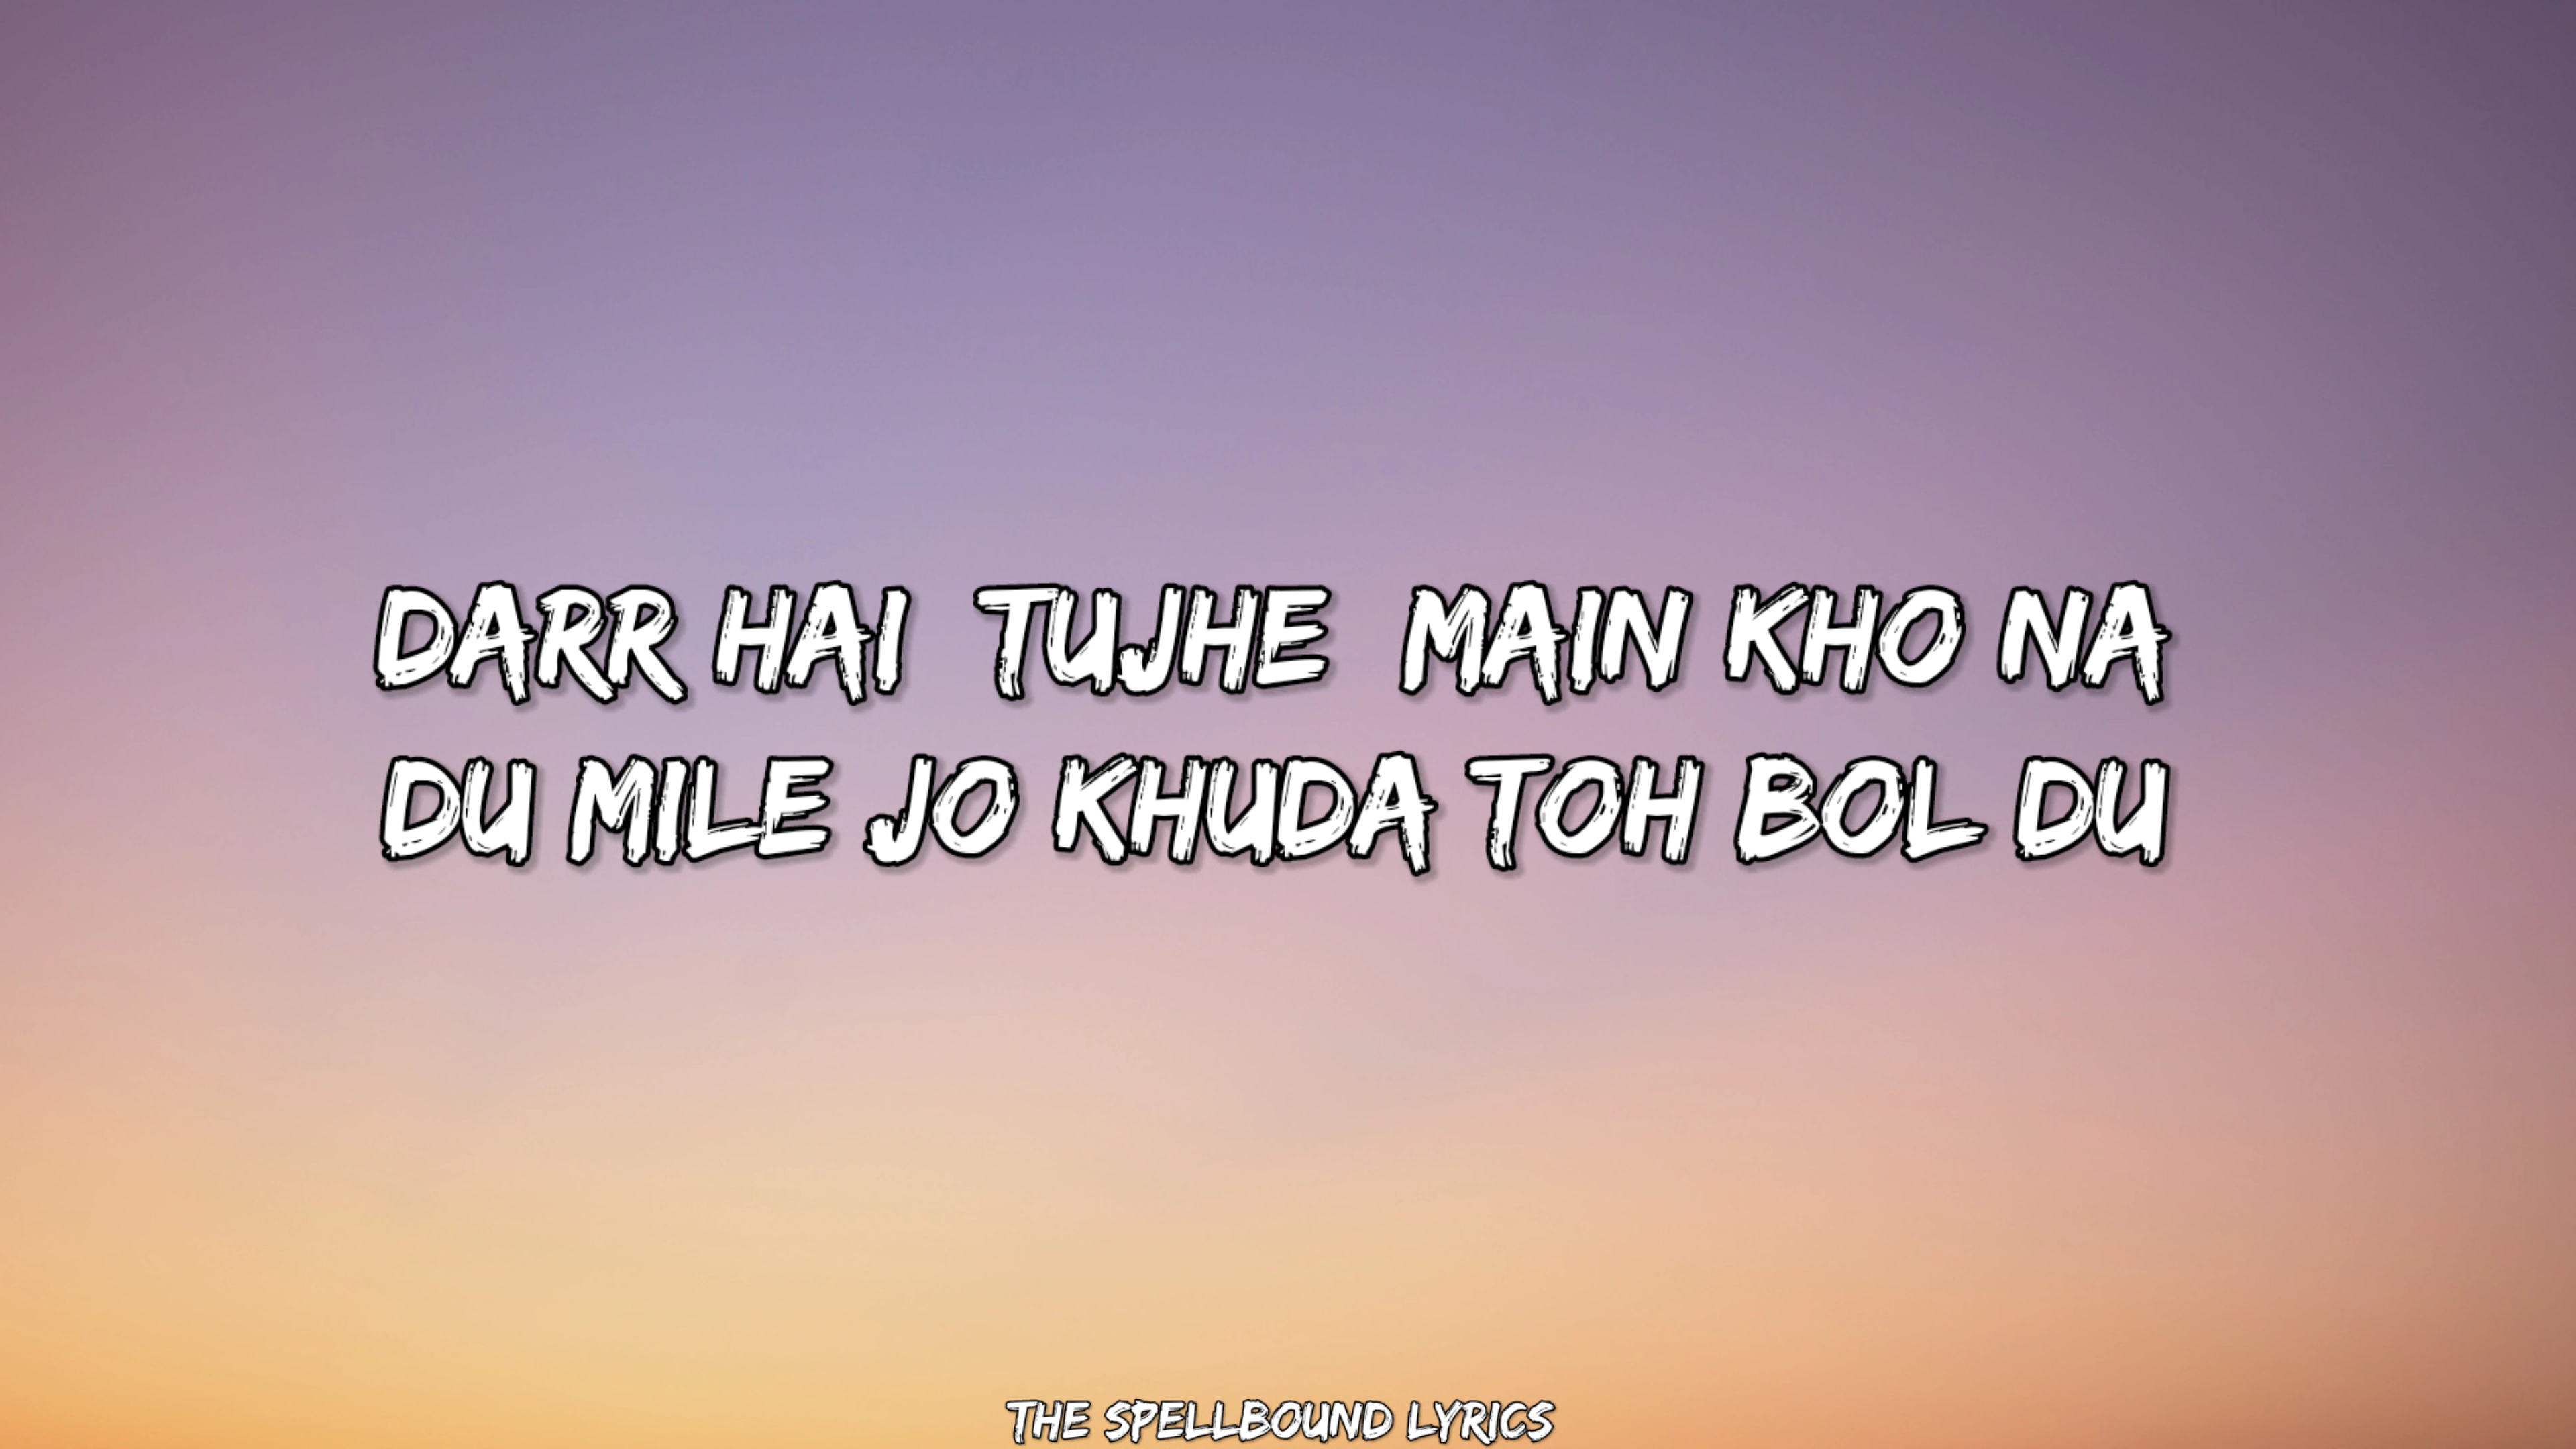 DARR HAI TUJHE MAIN KHO NA
DU MILE JO KHUDA TOH BOL DU
THE SPELLBOUND LYRICS